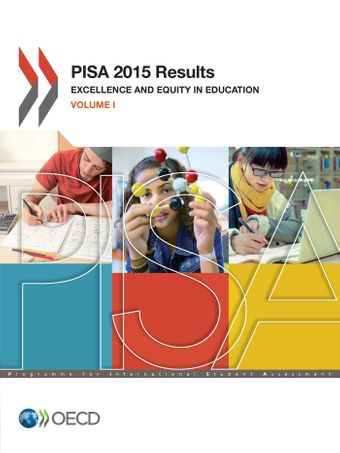 PISA 2015 Results
EXCELLENCE AND EQUITY IN EDUCATION
VOLUME I
PISA
Programme for International Student Assessment
OECD